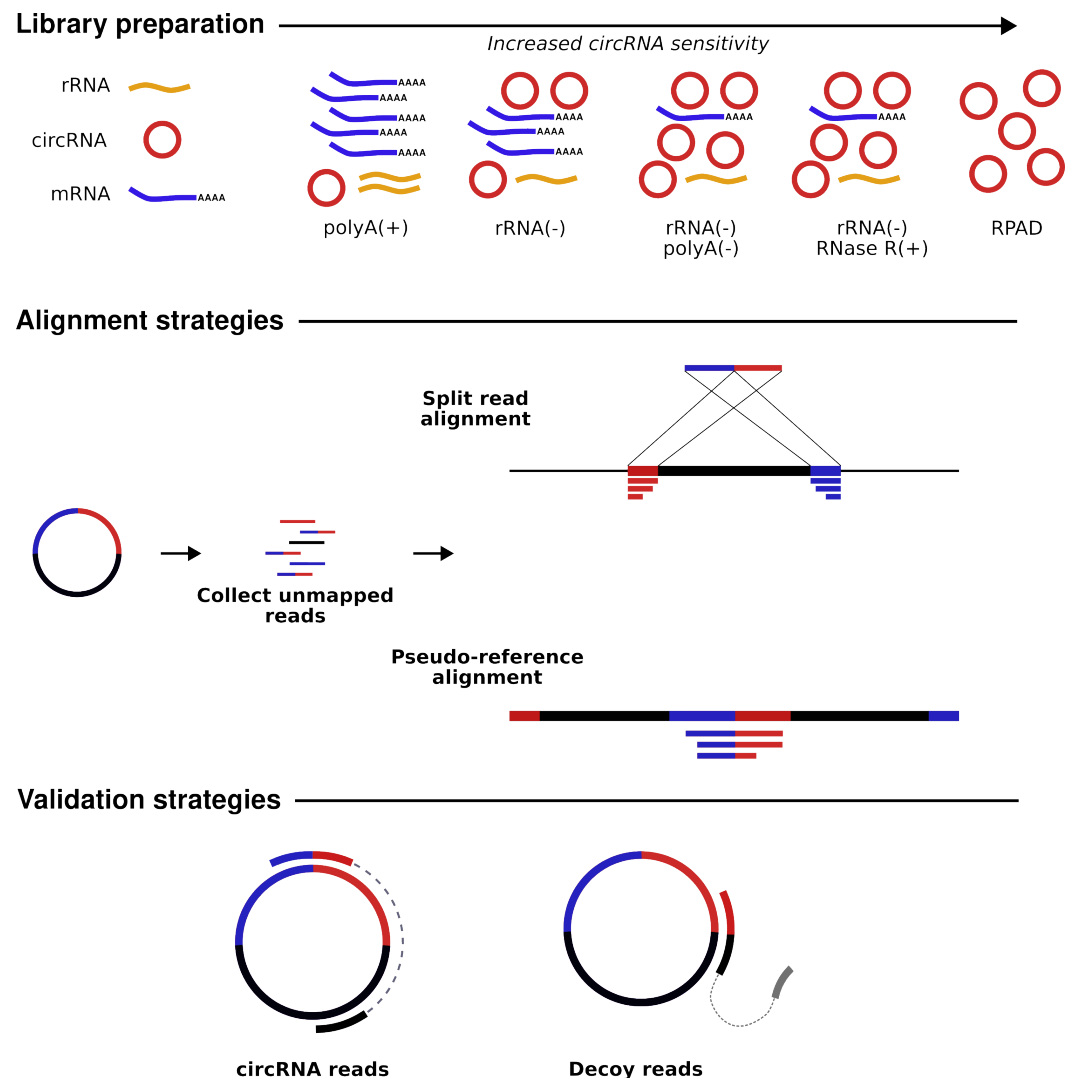 Library preparation
Increased circRNA sensitivity
rRNA
circRNA
mRNA
AAAA
AAAA
AAAA
AAAA
AAAA
AAAA
AAAA
AAAA
AAAA
AAAA
AAAA
polyA(+)
rRNA(-)
rRNA(-)
polyA(-)
rRNA(-)
RNase R(+)
RPAD
Alignment strategies
Split read
alignment
Collect unmapped
reads
Pseudo-reference
alignment
Validation strategies
circRNA reads
Decoy reads